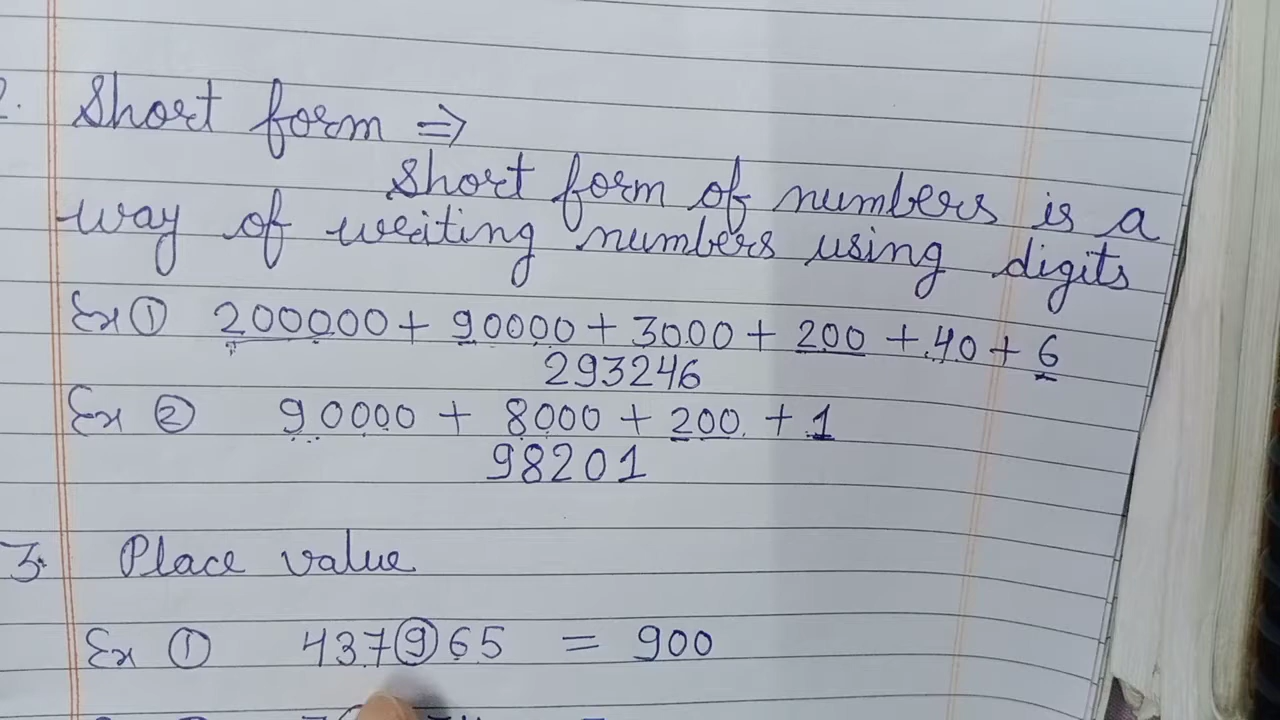 Short form ⇒
Short form of numbers is a
way of writing numbers using digits
Ex ① 200000 + 90000 + 3000 + 200 + 40 + 6
293246
Ex ② 90000 + 8000 + 200 + 1
98201
3. Place value
Ex ① 437965 = 900